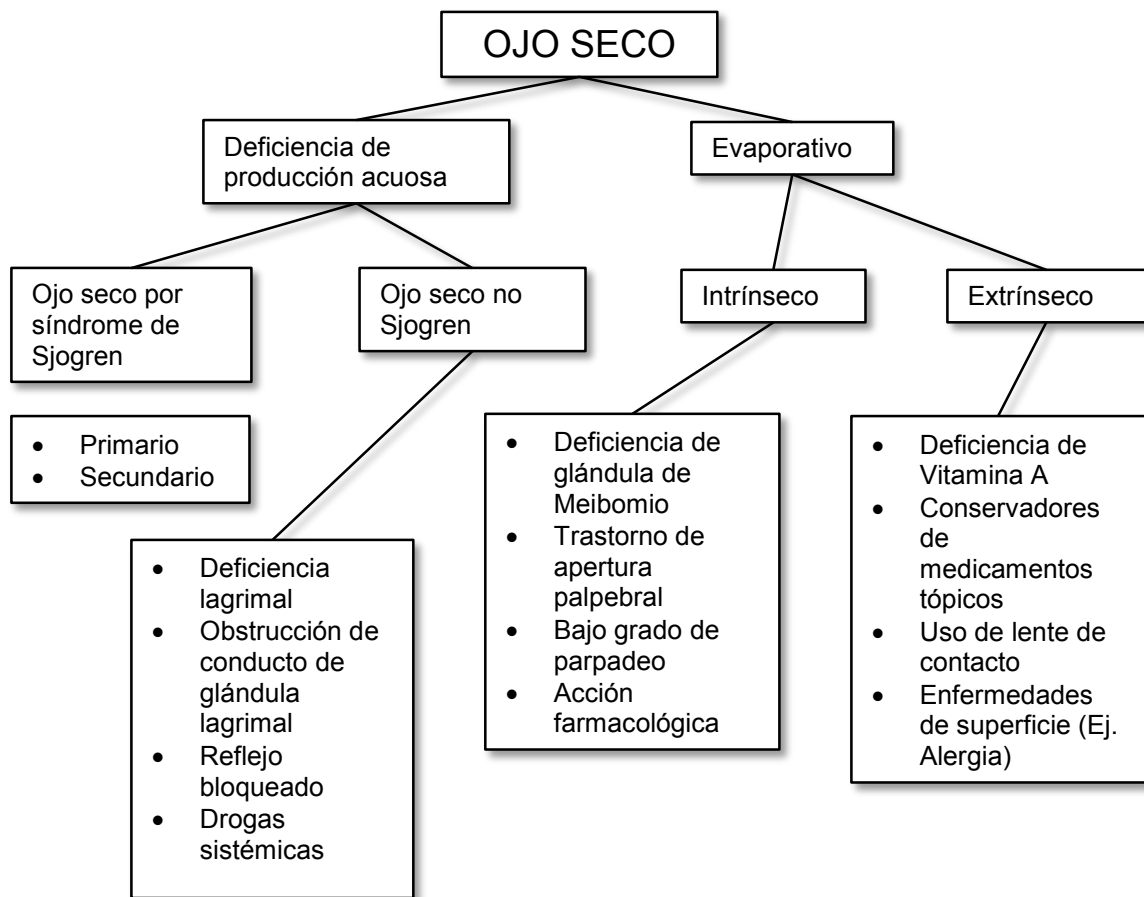 OJO SECO
Deficiencia de
producción acuosa
Evaporativo
Ojo seco por
síndrome de
Sjogren
Ojo seco no
Sjogren
Intrínseco
Extrínseco
• Primario
• Secundario
• Deficiencia
lagrimal
• Obstrucción de
conducto de
glándula
lagrimal
• Reflejo
bloqueado
• Drogas
sistémicas
• Deficiencia de
glándula de
Meibomio
• Trastorno de
apertura
palpebral
• Bajo grado de
parpadeo
• Acción
farmacológica
• Deficiencia de
Vitamina A
• Conservadores
de
medicamentos
tópicos
• Uso de lente de
contacto
• Enfermedades
de superficie (Ej.
Alergia)